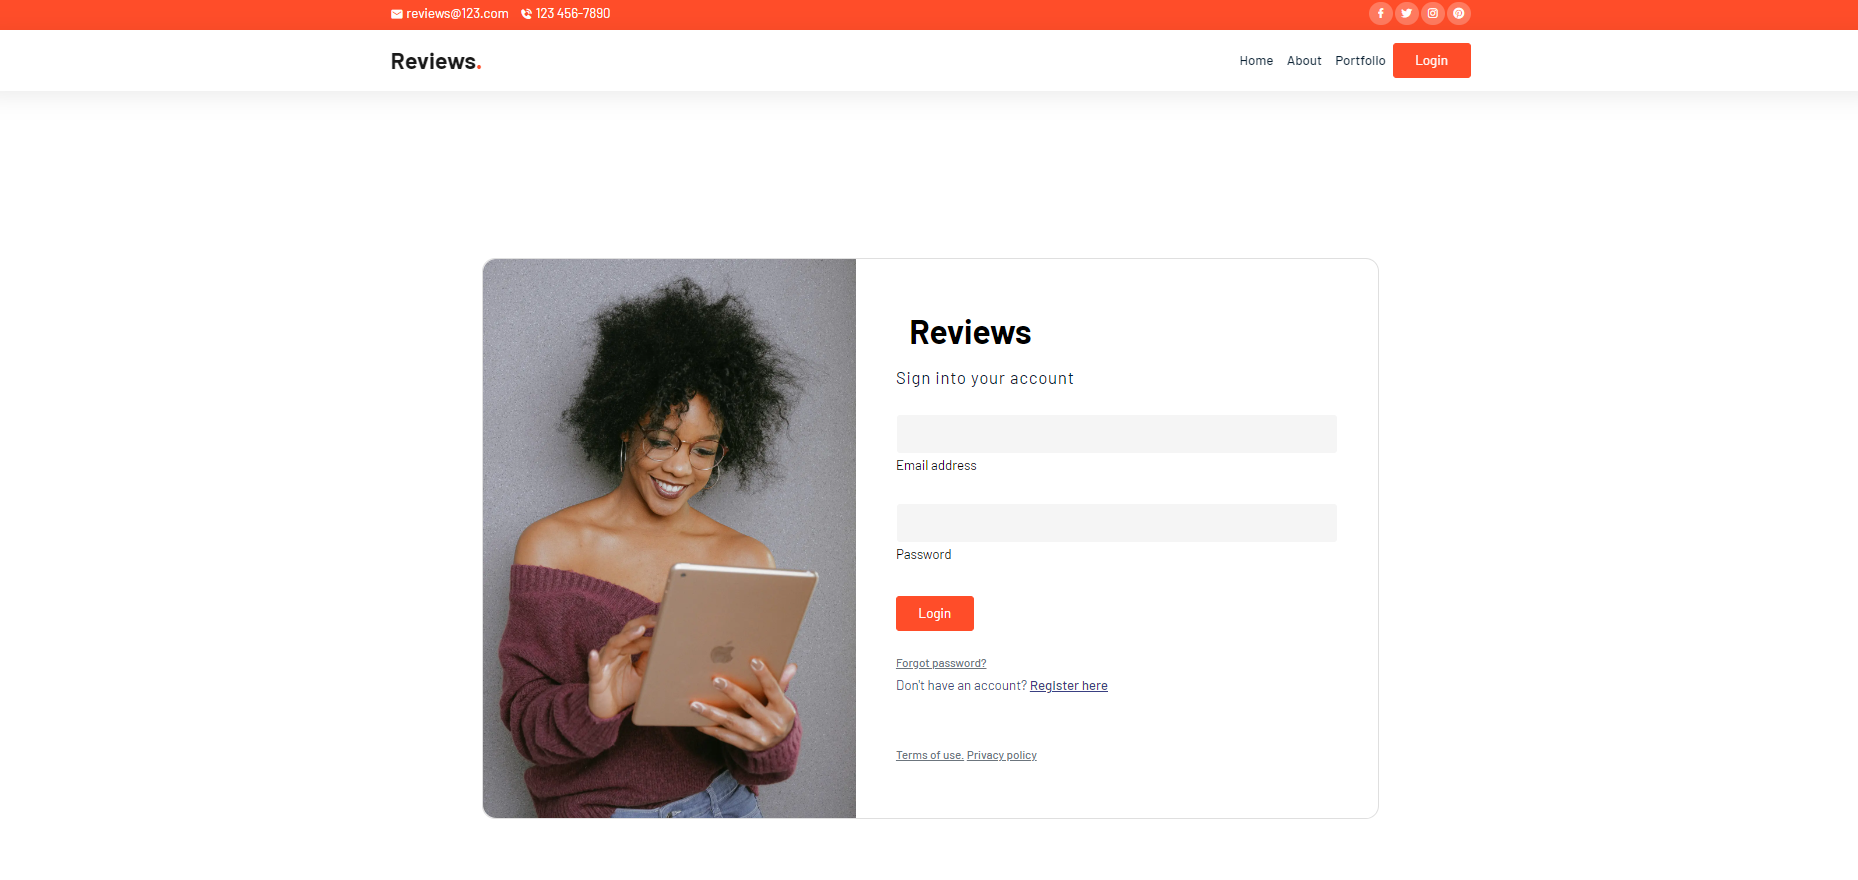 reviews@123.com 123 456-7890
Reviews.
Home About Portfolio Login
Reviews
Sign into your account
Email address
Password
Login
Forgot password?
Don't have an account? Register here
Terms of use. Privacy policy